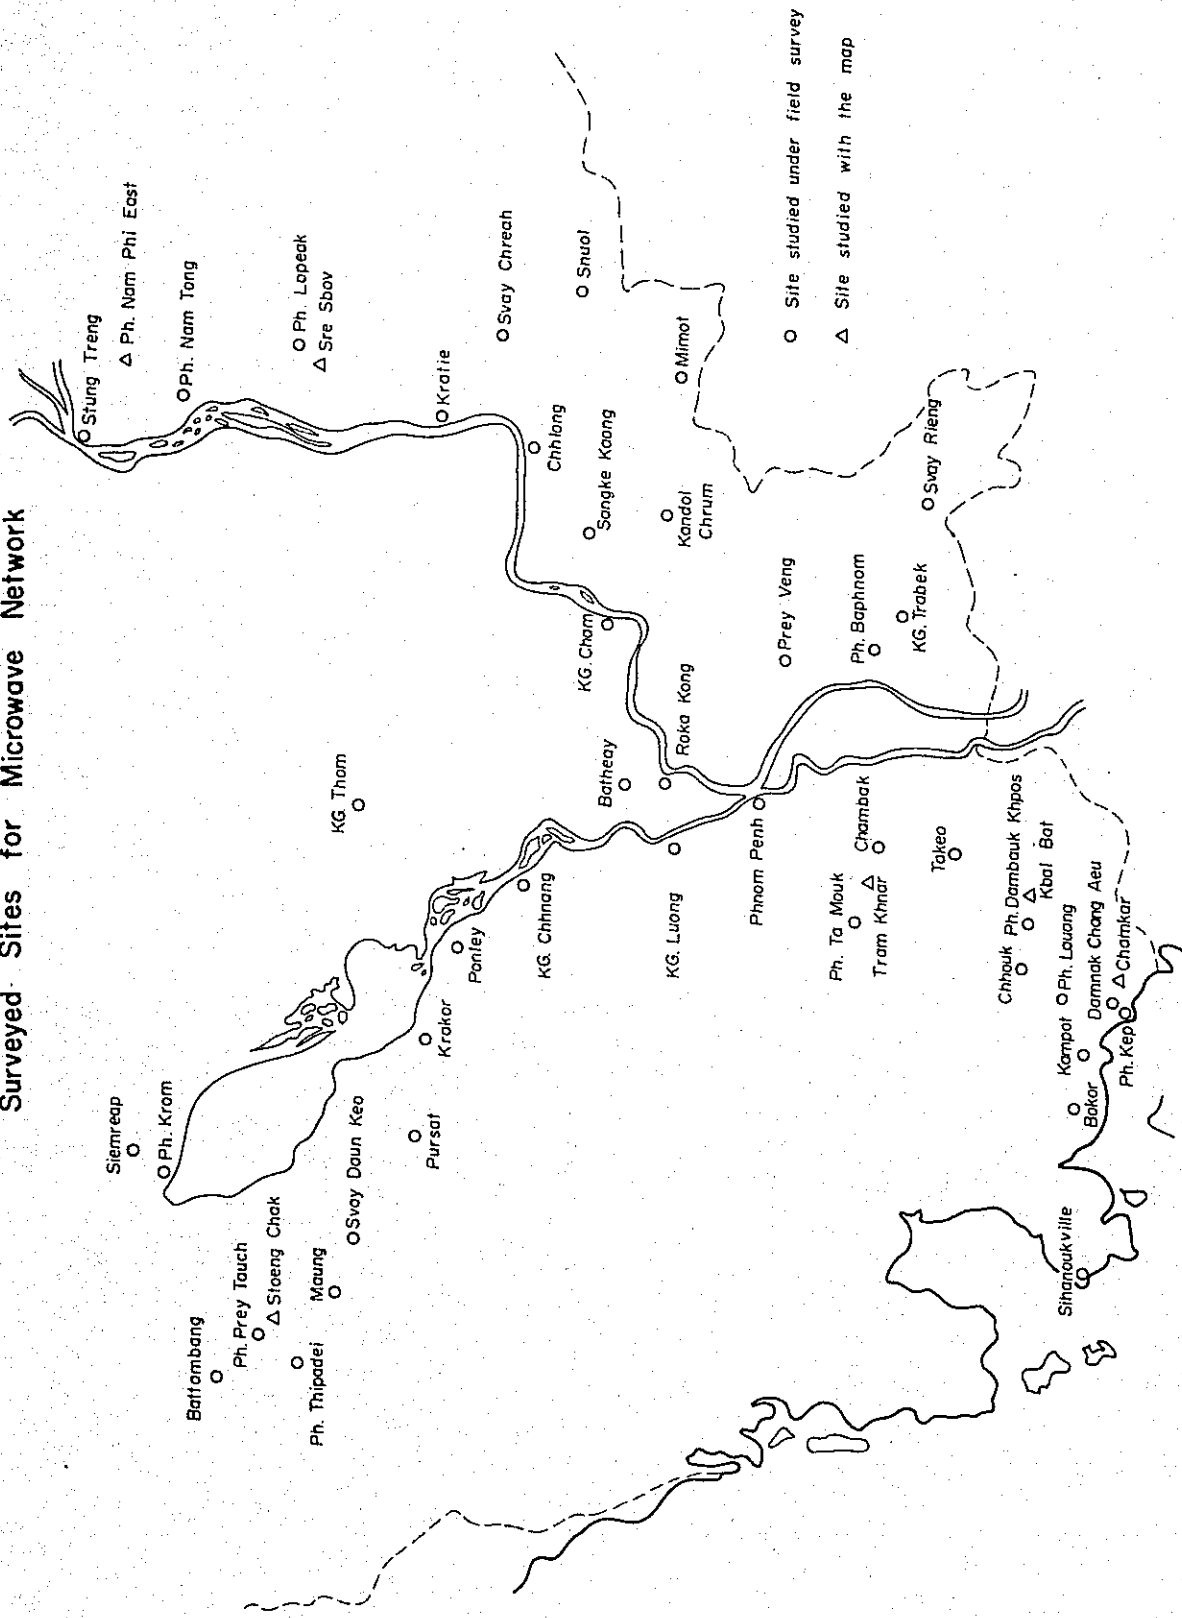 Surveyed Sites for Microwave Network
Stung Treng
Ph. Nam Phi East
Ph. Nam Tang
Ph. Lopeak
Sre Sbov
Kratie
Svay Chreah
Snuol
Chhlong
Sangke Kaong
Mimot
Kandol
Chrum
Svay Rieng
KG. Cham
Prey Veng
Ph. Baphnom
KG. Trabek
KG. Tham
Batheay
Roka Kong
Phnom Penh
KG. Luong
KG. Chhnang
Ponley
Krakor
Pursat
Svay Daun Keo
Siemreap
Ph. Krom
Battambang
Ph. Prey Tauch
Stoeng Chak
Ph. Thipadei
Maung
Ph. Ta Mouk
Tram Khnar
Chambak
Takeo
Chhouk
Ph. Dambauk Khpos
Kbal Bat
Kampot
Ph. Lauang
Damnak Chang Aeu
Chamkar
Ph. Kep
Bokor
Sihanoukville
O Site studied under field survey
△ Site studied with the map